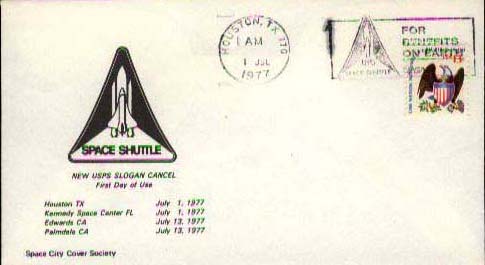 HOUSTON, TX 770
1 AM
1 JUL
1977
FOR
BENEFITS
ON EARTH
SPACE SHUTTLE
13
SPACE SHUTTLE
NEW USPS SLOGAN CANCEL
First Day of Use
Houston TX July 1, 1977
Kennedy Space Center FL July 1, 1977
Edwards CA July 13, 1977
Palmdale CA July 13, 1977
Space City Cover Society